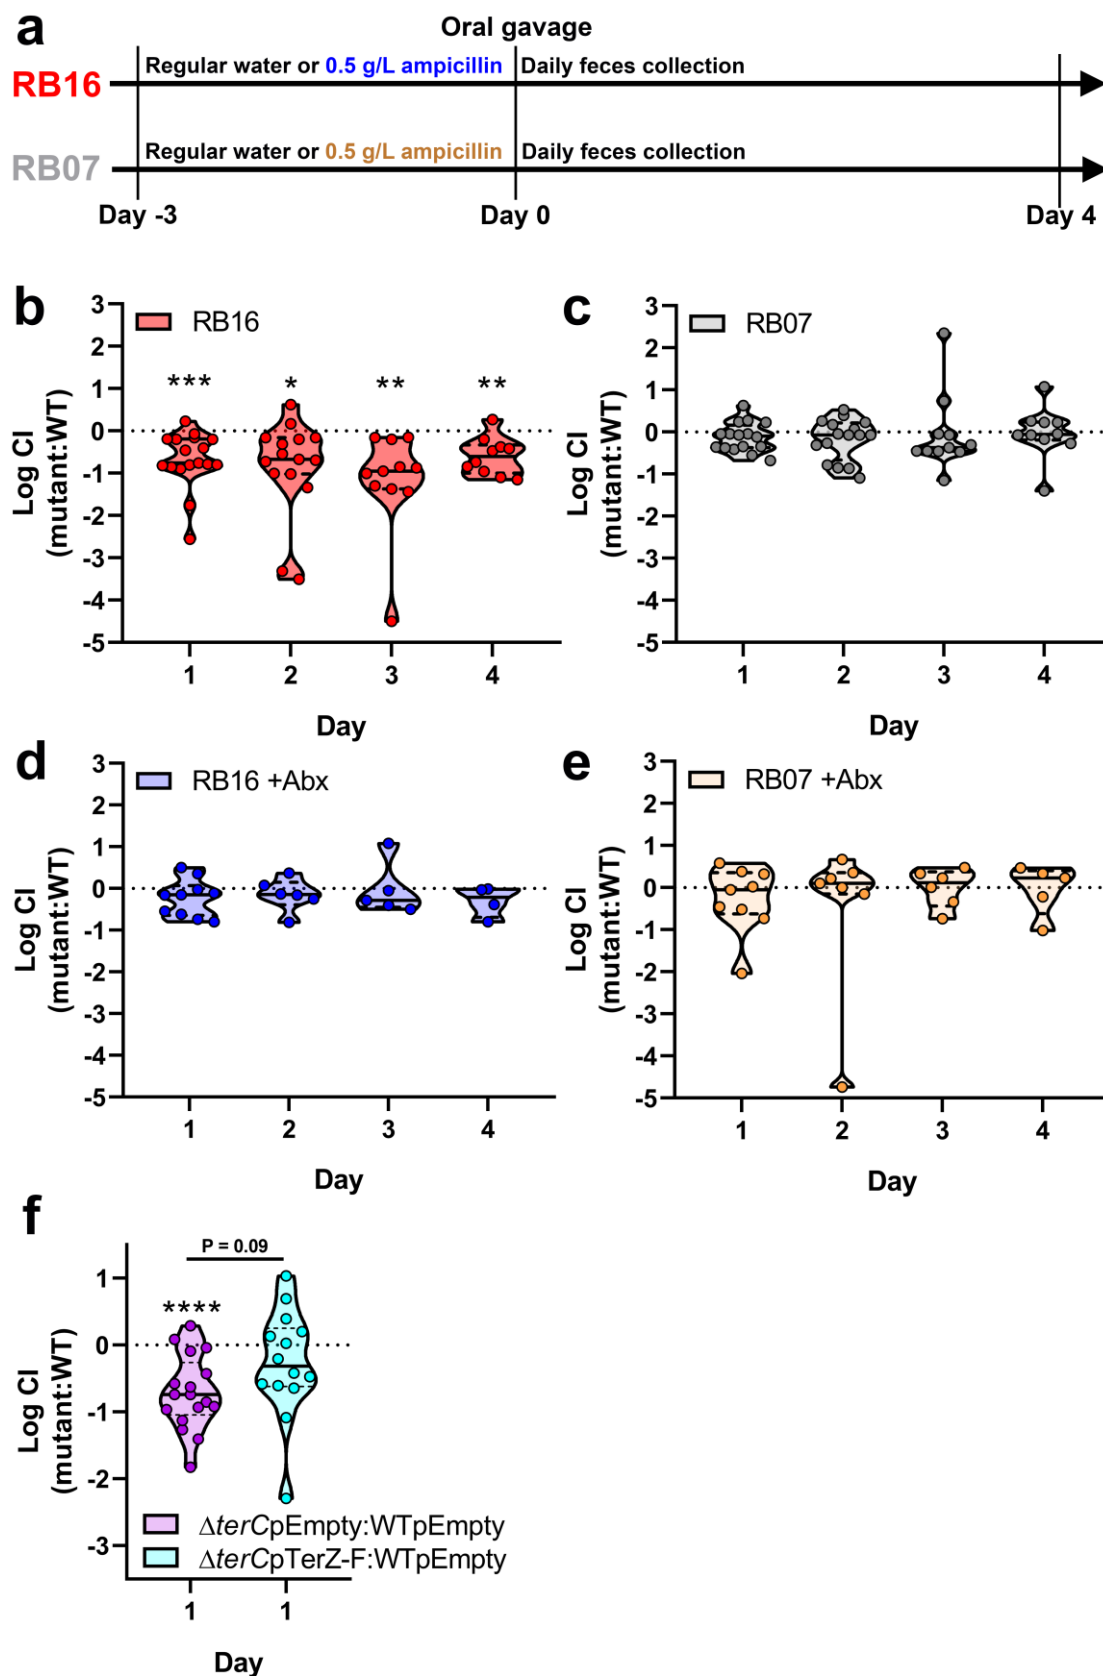 a
Oral gavage
RB16
Regular water or 0.5 g/L ampicillin
Daily feces collection
RB07
Regular water or 0.5 g/L ampicillin
Daily feces collection
Day -3
Day 0
Day 4
b
RB16
Log CI
(mutant:WT)
3
2
1
0
-1
-2
-3
-4
-5
***
*
**
**
1
2
3
4
Day
c
RB07
Log CI
(mutant:WT)
3
2
1
0
-1
-2
-3
-4
-5
1
2
3
4
Day
d
RB16 +Abx
Log CI
(mutant:WT)
3
2
1
0
-1
-2
-3
-4
-5
1
2
3
4
Day
e
RB07 +Abx
Log CI
(mutant:WT)
3
2
1
0
-1
-2
-3
-4
-5
1
2
3
4
Day
f
P = 0.09
****
Log CI
(mutant:WT)
1
0
-1
-2
-3
ΔterCpEmpty:WTpEmpty
ΔterCpTerZ-F:WTpEmpty
1
1
Day